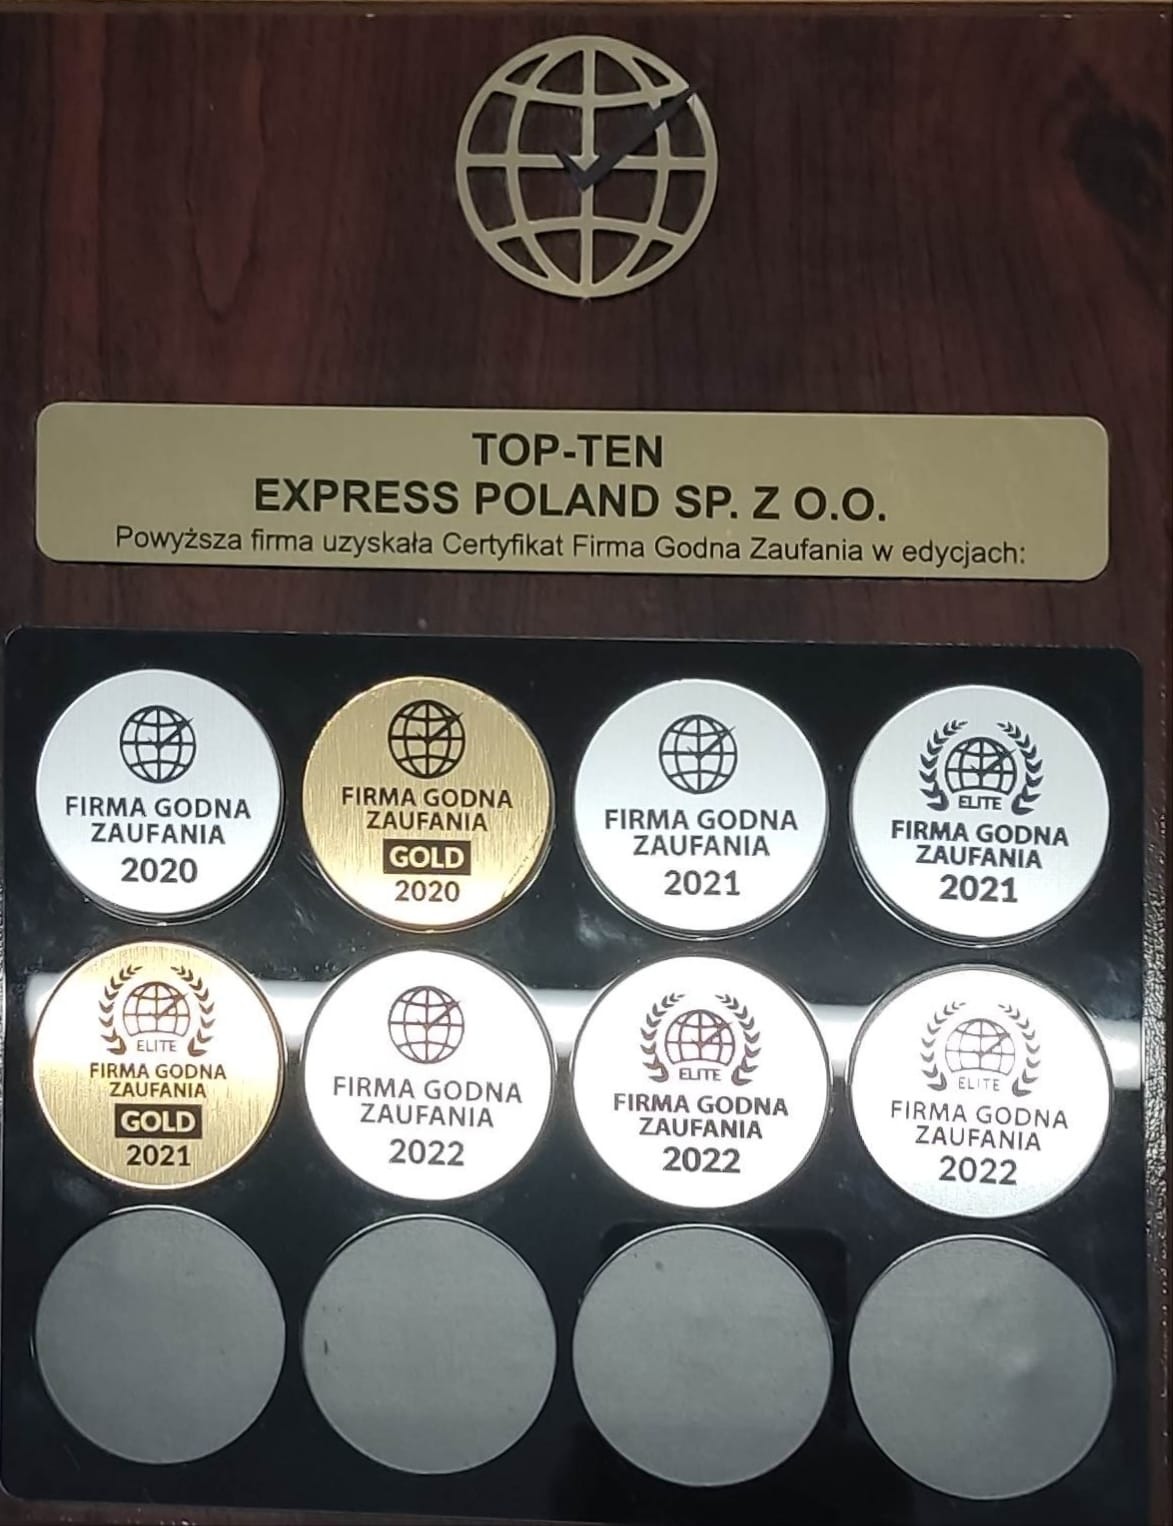 TOP-TEN
EXPRESS POLAND SP. Z O.O.
Powyższa firma uzyskała Certyfikat Firma Godna Zaufania w edycjach:
FIRMA GODNA
ZAUFANIA
2020
FIRMA GODNA
ZAUFANIA
GOLD
2020
FIRMA GODNA
ZAUFANIA
2021
ELITE
FIRMA GODNA
ZAUFANIA
2021
ELITE
FIRMA GODNA
ZAUFANIA
GOLD
2021
FIRMA GODNA
ZAUFANIA
2022
ELITE
FIRMA GODNA
ZAUFANIA
2022
ELITE
FIRMA GODNA
ZAUFANIA
2022